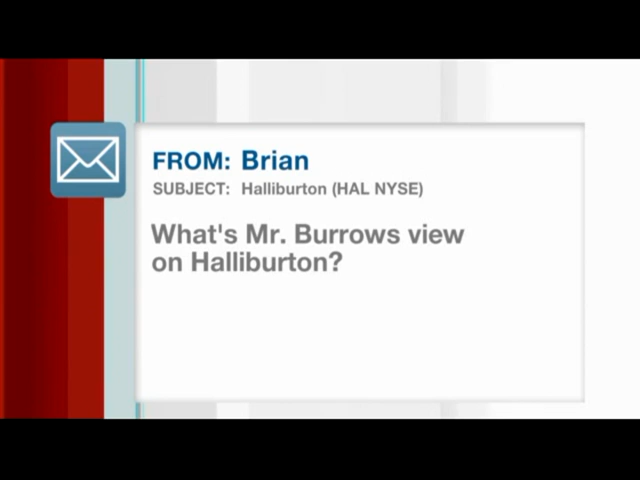 FROM: Brian
SUBJECT: Halliburton (HAL NYSE)
What's Mr. Burrows view
on Halliburton?